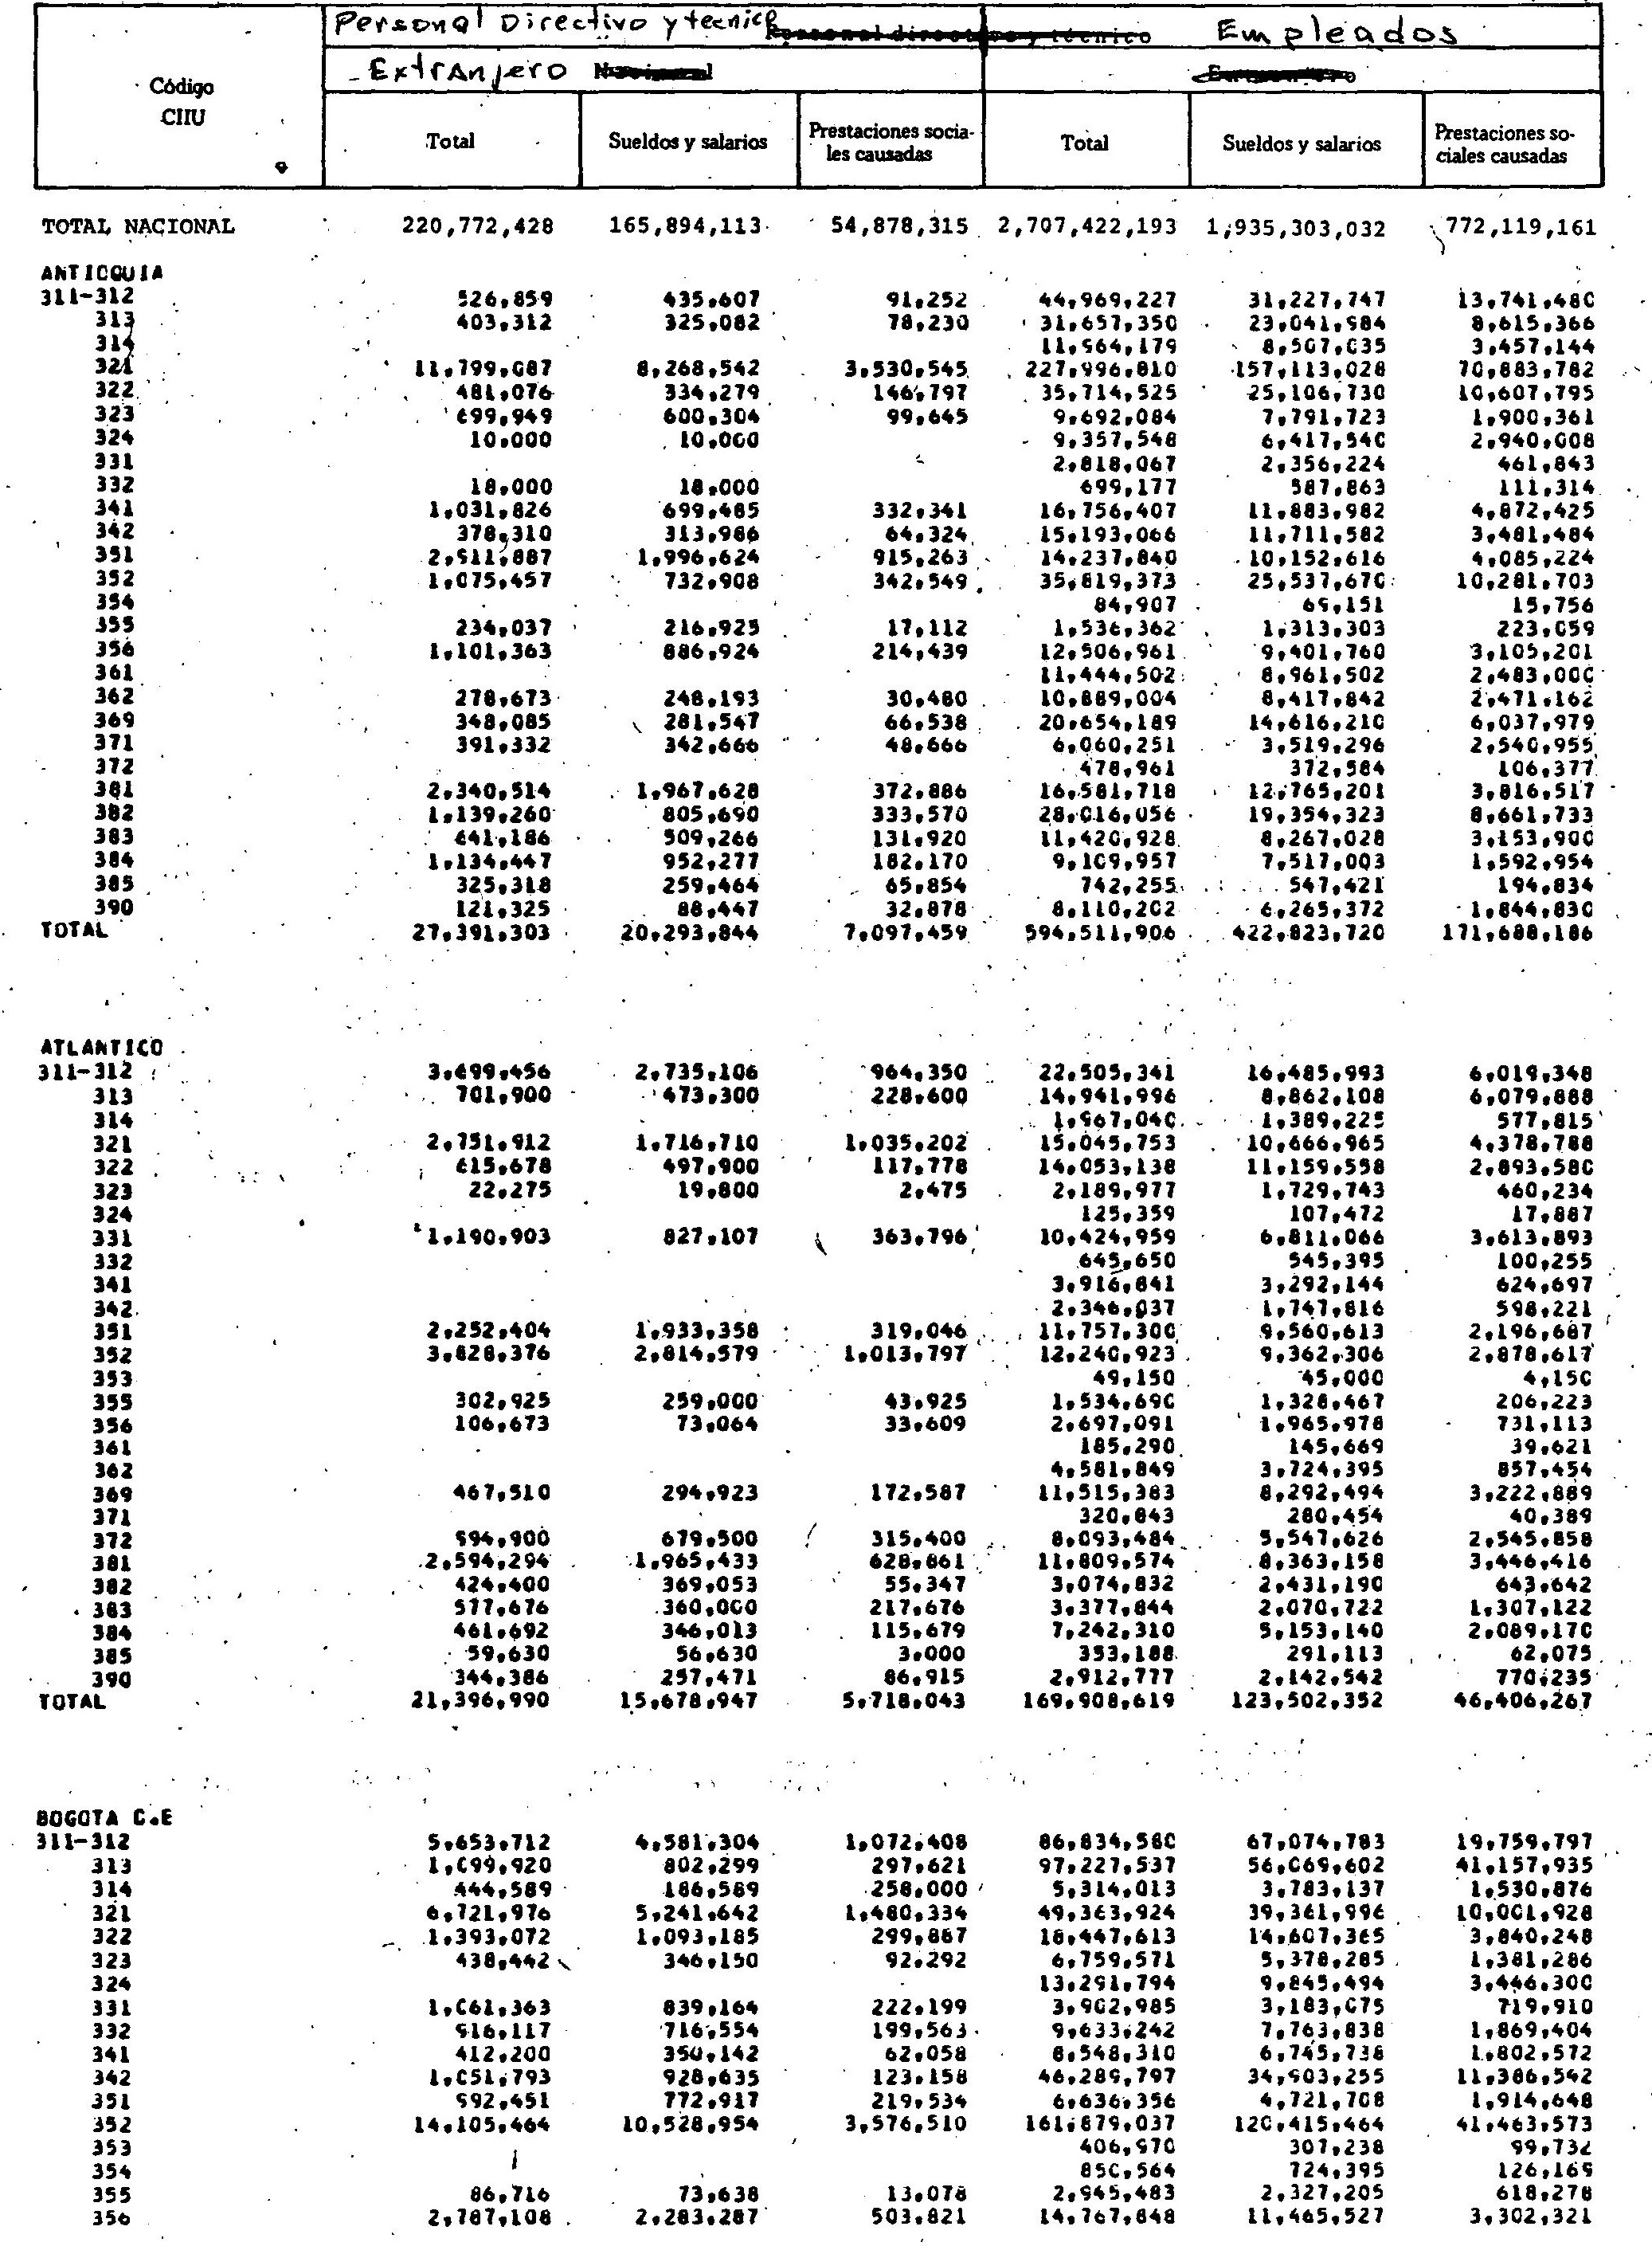 Personal Directivo y tecnico Empleados
Extranjero
Código
CIIU
Total Sueldos y salarios Prestaciones socia- Total Sueldos y salarios Prestaciones so-
les causadas ciales causadas
TOTAL NACIONAL 220,772,428 165,894,113 54,878,315 2,707,422,193 1,935,303,032 772,119,161
ANTIOQUIA
311-312 526,859 435,607 91,252 44,969,227 31,227,747 13,741,480
313 403,312 325,082 78,230 31,657,350 23,041,984 8,615,366
314 11,964,179 8,507,035 3,457,144
321 11,799,087 8,268,542 3,530,545 227,996,810 157,113,028 70,883,782
322 481,076 334,279 146,797 35,714,525 25,106,730 10,607,795
323 699,949 600,304 99,645 9,692,084 7,791,723 1,900,361
324 10,000 10,000 9,357,548 6,417,540 2,940,008
331 2,818,067 2,356,224 461,843
332 18,000 18,000 699,177 587,863 111,314
341 1,031,826 699,485 332,341 16,756,407 11,883,982 4,872,425
342 378,310 313,986 64,324 15,193,066 11,711,582 3,481,484
351 2,911,887 1,996,624 915,263 14,237,840 10,152,616 4,085,224
352 1,075,457 732,908 342,549 35,819,373 25,537,670 10,281,703
354 84,907 69,151 15,756
355 234,037 216,925 17,112 1,536,362 1,313,303 223,059
356 1,101,363 886,924 214,439 12,506,961 9,401,760 3,105,201
361 11,444,502 8,961,502 2,483,000
362 278,673 248,193 30,480 10,889,004 8,417,842 2,471,162
369 348,085 281,547 66,538 20,654,189 14,616,210 6,037,979
371 391,332 342,666 48,666 6,060,251 3,519,296 2,540,955
372 478,961 372,584 106,377
381 2,340,514 1,967,628 372,886 16,581,718 12,765,201 3,816,517
382 1,139,260 805,690 333,570 28,016,056 19,354,323 8,661,733
383 641,186 509,266 131,920 11,420,928 8,267,028 3,153,900
384 1,134,447 952,277 182,170 9,109,957 7,517,003 1,592,954
385 325,318 259,464 65,854 742,255 547,421 194,834
390 121,325 88,447 32,878 8,110,202 6,265,372 1,844,830
TOTAL 27,391,303 20,293,844 7,097,459 594,511,906 422,823,720 171,688,186
ATLANTICO
311-312 3,699,456 2,735,106 964,350 22,505,341 16,485,993 6,019,348
313 701,900 473,300 228,600 14,941,996 8,862,108 6,079,888
314 1,967,040 1,389,225 577,815
321 2,751,912 1,716,710 1,035,202 15,045,753 10,666,965 4,378,788
322 615,678 497,900 117,778 14,053,138 11,159,558 2,893,580
323 22,275 19,800 2,475 2,189,977 1,729,743 460,234
324 125,359 107,472 17,887
331 1,190,903 827,107 363,796 10,424,959 6,811,066 3,613,893
332 645,650 545,395 100,255
341 3,916,841 3,292,144 624,697
342 2,346,037 1,747,816 598,221
351 2,252,404 1,933,358 319,046 11,757,300 9,560,613 2,196,687
352 3,828,376 2,814,579 1,013,797 12,240,923 9,362,306 2,878,617
353 49,150 45,000 4,150
355 302,925 259,000 43,925 1,534,690 1,328,467 206,223
356 106,673 73,064 33,609 2,697,091 1,965,978 731,113
361 185,290 145,669 39,621
362 4,581,849 3,724,395 857,454
369 467,510 294,923 172,587 11,515,383 8,292,494 3,222,889
371 320,843 280,454 40,389
372 994,900 679,500 315,400 8,093,484 5,547,626 2,545,858
381 2,594,294 1,965,433 628,861 11,809,574 8,363,158 3,446,416
382 424,400 369,053 55,347 3,074,832 2,431,190 643,642
383 577,676 360,000 217,676 3,377,844 2,070,722 1,307,122
384 461,692 346,013 115,679 7,242,310 5,153,140 2,089,170
385 59,630 56,630 3,000 353,188 291,113 62,075
390 344,386 257,471 86,915 2,912,777 2,142,542 770,235
TOTAL 21,396,990 15,678,947 5,718,043 169,908,619 123,502,352 46,406,267
BOGOTA C.E
311-312 5,653,712 4,581,304 1,072,408 86,834,580 67,074,783 19,759,797
313 1,099,920 802,299 297,621 97,227,537 56,069,602 41,157,935
314 444,589 186,589 258,000 5,314,013 3,783,137 1,530,876
321 6,721,976 5,241,642 1,480,334 49,363,924 39,361,996 10,001,928
322 1,393,072 1,093,185 299,887 18,447,613 14,607,365 3,840,248
323 438,442 346,150 92,292 6,759,571 5,378,285 1,381,286
324 13,291,794 9,845,494 3,446,300
331 1,061,363 839,164 222,199 3,902,985 3,183,075 719,910
332 916,117 716,554 199,563 9,633,242 7,763,838 1,869,404
341 412,200 350,142 62,058 8,548,310 6,745,738 1,802,572
342 1,051,793 928,635 123,158 46,289,797 34,903,255 11,386,542
351 992,451 772,917 219,534 6,636,356 4,721,708 1,914,648
352 14,105,464 10,528,954 3,576,510 161,879,037 120,415,464 41,463,573
353 406,970 307,238 99,732
354 850,564 724,395 126,169
355 86,716 73,638 13,078 2,945,483 2,327,205 618,278
356 2,787,108 2,283,287 503,821 14,767,848 11,465,527 3,302,321